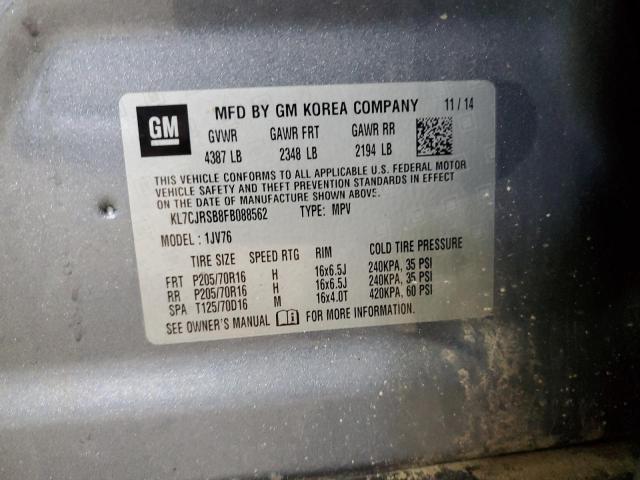 GM
MFD BY GM KOREA COMPANY 11/14
GVWR GAWR FRT GAWR RR
4387 LB 2348 LB 2194 LB
THIS VEHICLE CONFORMS TO ALL APPLICABLE U.S. FEDERAL MOTOR
VEHICLE SAFETY AND THEFT PREVENTION STANDARDS IN EFFECT
ON THE DATE OF MANUFACTURE SHOWN ABOVE.
KL7CJRSB8FB088562 TYPE: MPV
MODEL: 1JV76
TIRE SIZE SPEED RTG RIM COLD TIRE PRESSURE
FRT P205/70R16 H 16x6.5J 240KPA, 35 PSI
RR P205/70R16 H 16x6.5J 240KPA, 35 PSI
SPA T125/70D16 M 16x4.0T 420KPA, 60 PSI
SEE OWNER'S MANUAL FOR MORE INFORMATION.